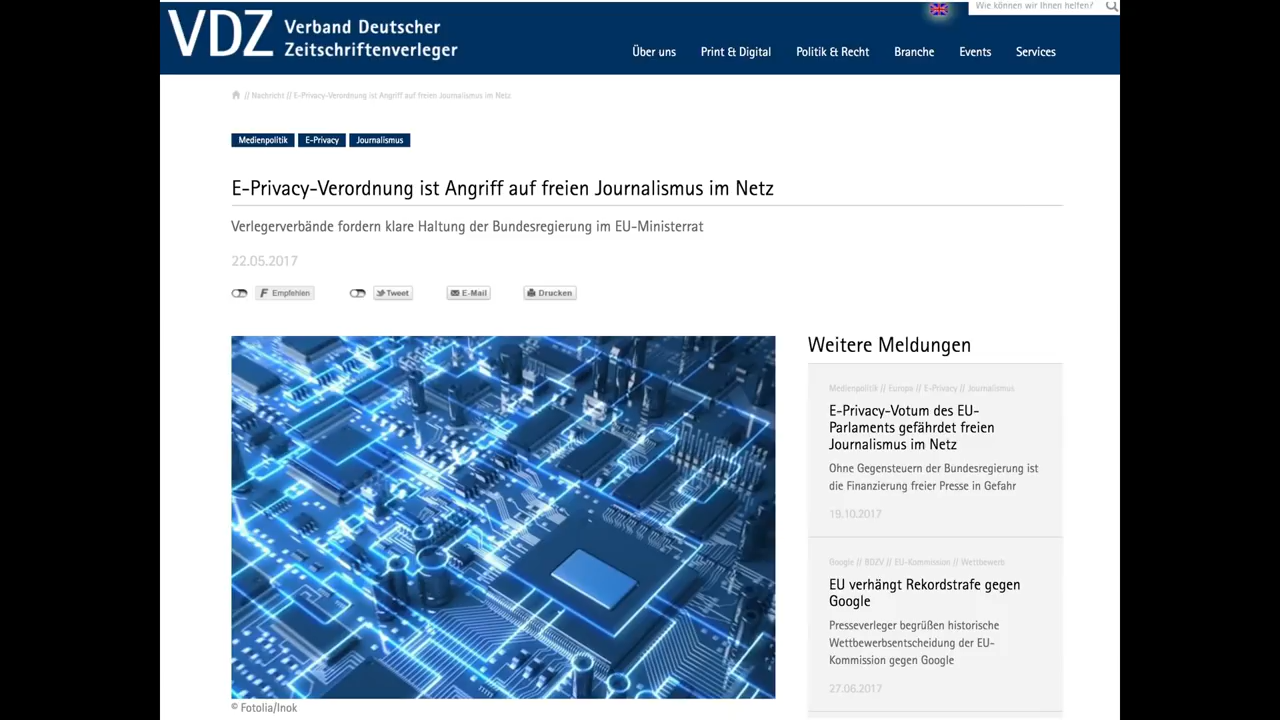 VDZ Verband Deutscher
Zeitschriftenverleger
Wie können wir Ihnen helfen?
Über uns Print & Digital Politik & Recht Branche Events Services
// Nachricht // E-Privacy-Verordnung ist Angriff auf freien Journalismus im Netz
Medienpolitik E-Privacy Journalismus
E-Privacy-Verordnung ist Angriff auf freien Journalismus im Netz
Verlegerverbände fordern klare Haltung der Bundesregierung im EU-Ministerrat
22.05.2017
Empfehlen Tweet E-Mail Drucken
© Fotolia/Inok
Weitere Meldungen
Medienpolitik // Europa // E-Privacy // Journalismus
E-Privacy-Votum des EU-
Parlaments gefährdet freien
Journalismus im Netz
Ohne Gegensteuern der Bundesregierung ist
die Finanzierung freier Presse in Gefahr
19.10.2017
Google // BDZV // EU-Kommission // Wettbewerb
EU verhängt Rekordstrafe gegen
Google
Presseverleger begrüßen historische
Wettbewerbsentscheidung der EU-
Kommission gegen Google
27.06.2017